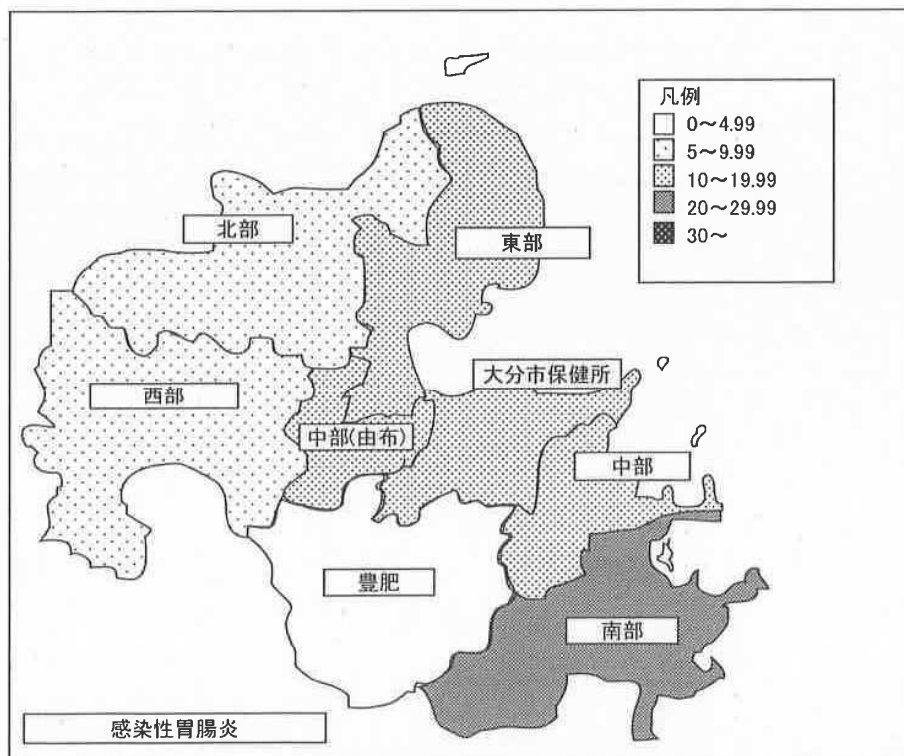 凡例
0～4.99
5～9.99
10～19.99
20～29.99
30～
北部
東部
大分市保健所
西部
中部(由布)
中部
豊肥
南部
感染性胃腸炎